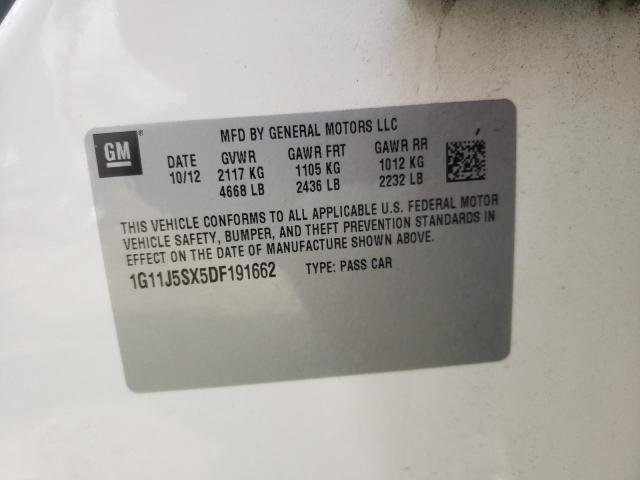 GM
MFD BY GENERAL MOTORS LLC
DATE GVWR GAWR FRT GAWR RR
10/12 2117 KG 1105 KG 1012 KG
4668 LB 2436 LB 2232 LB
THIS VEHICLE CONFORMS TO ALL APPLICABLE U.S. FEDERAL MOTOR
VEHICLE SAFETY, BUMPER, AND THEFT PREVENTION STANDARDS IN
EFFECT ON THE DATE OF MANUFACTURE SHOWN ABOVE.
1G11J5SX5DF191662 TYPE: PASS CAR